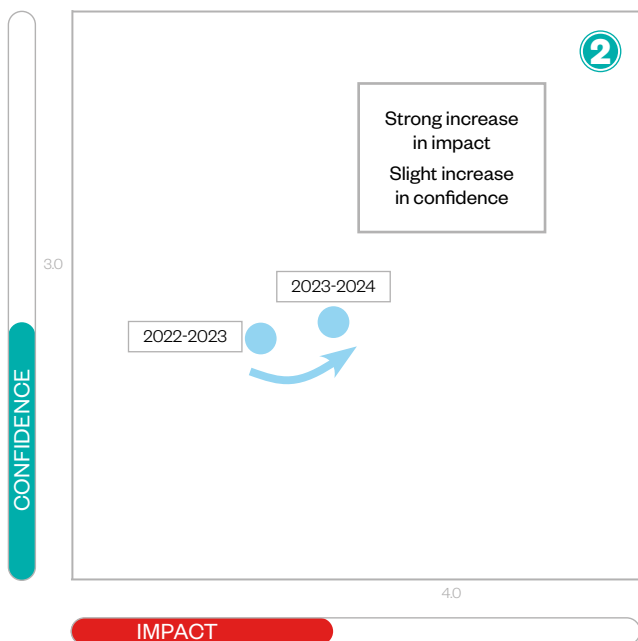 2
Strong increase
in impact
Slight increase
in confidence
3.0
2023-2024
2022-2023
CONFIDENCE
4.0
IMPACT